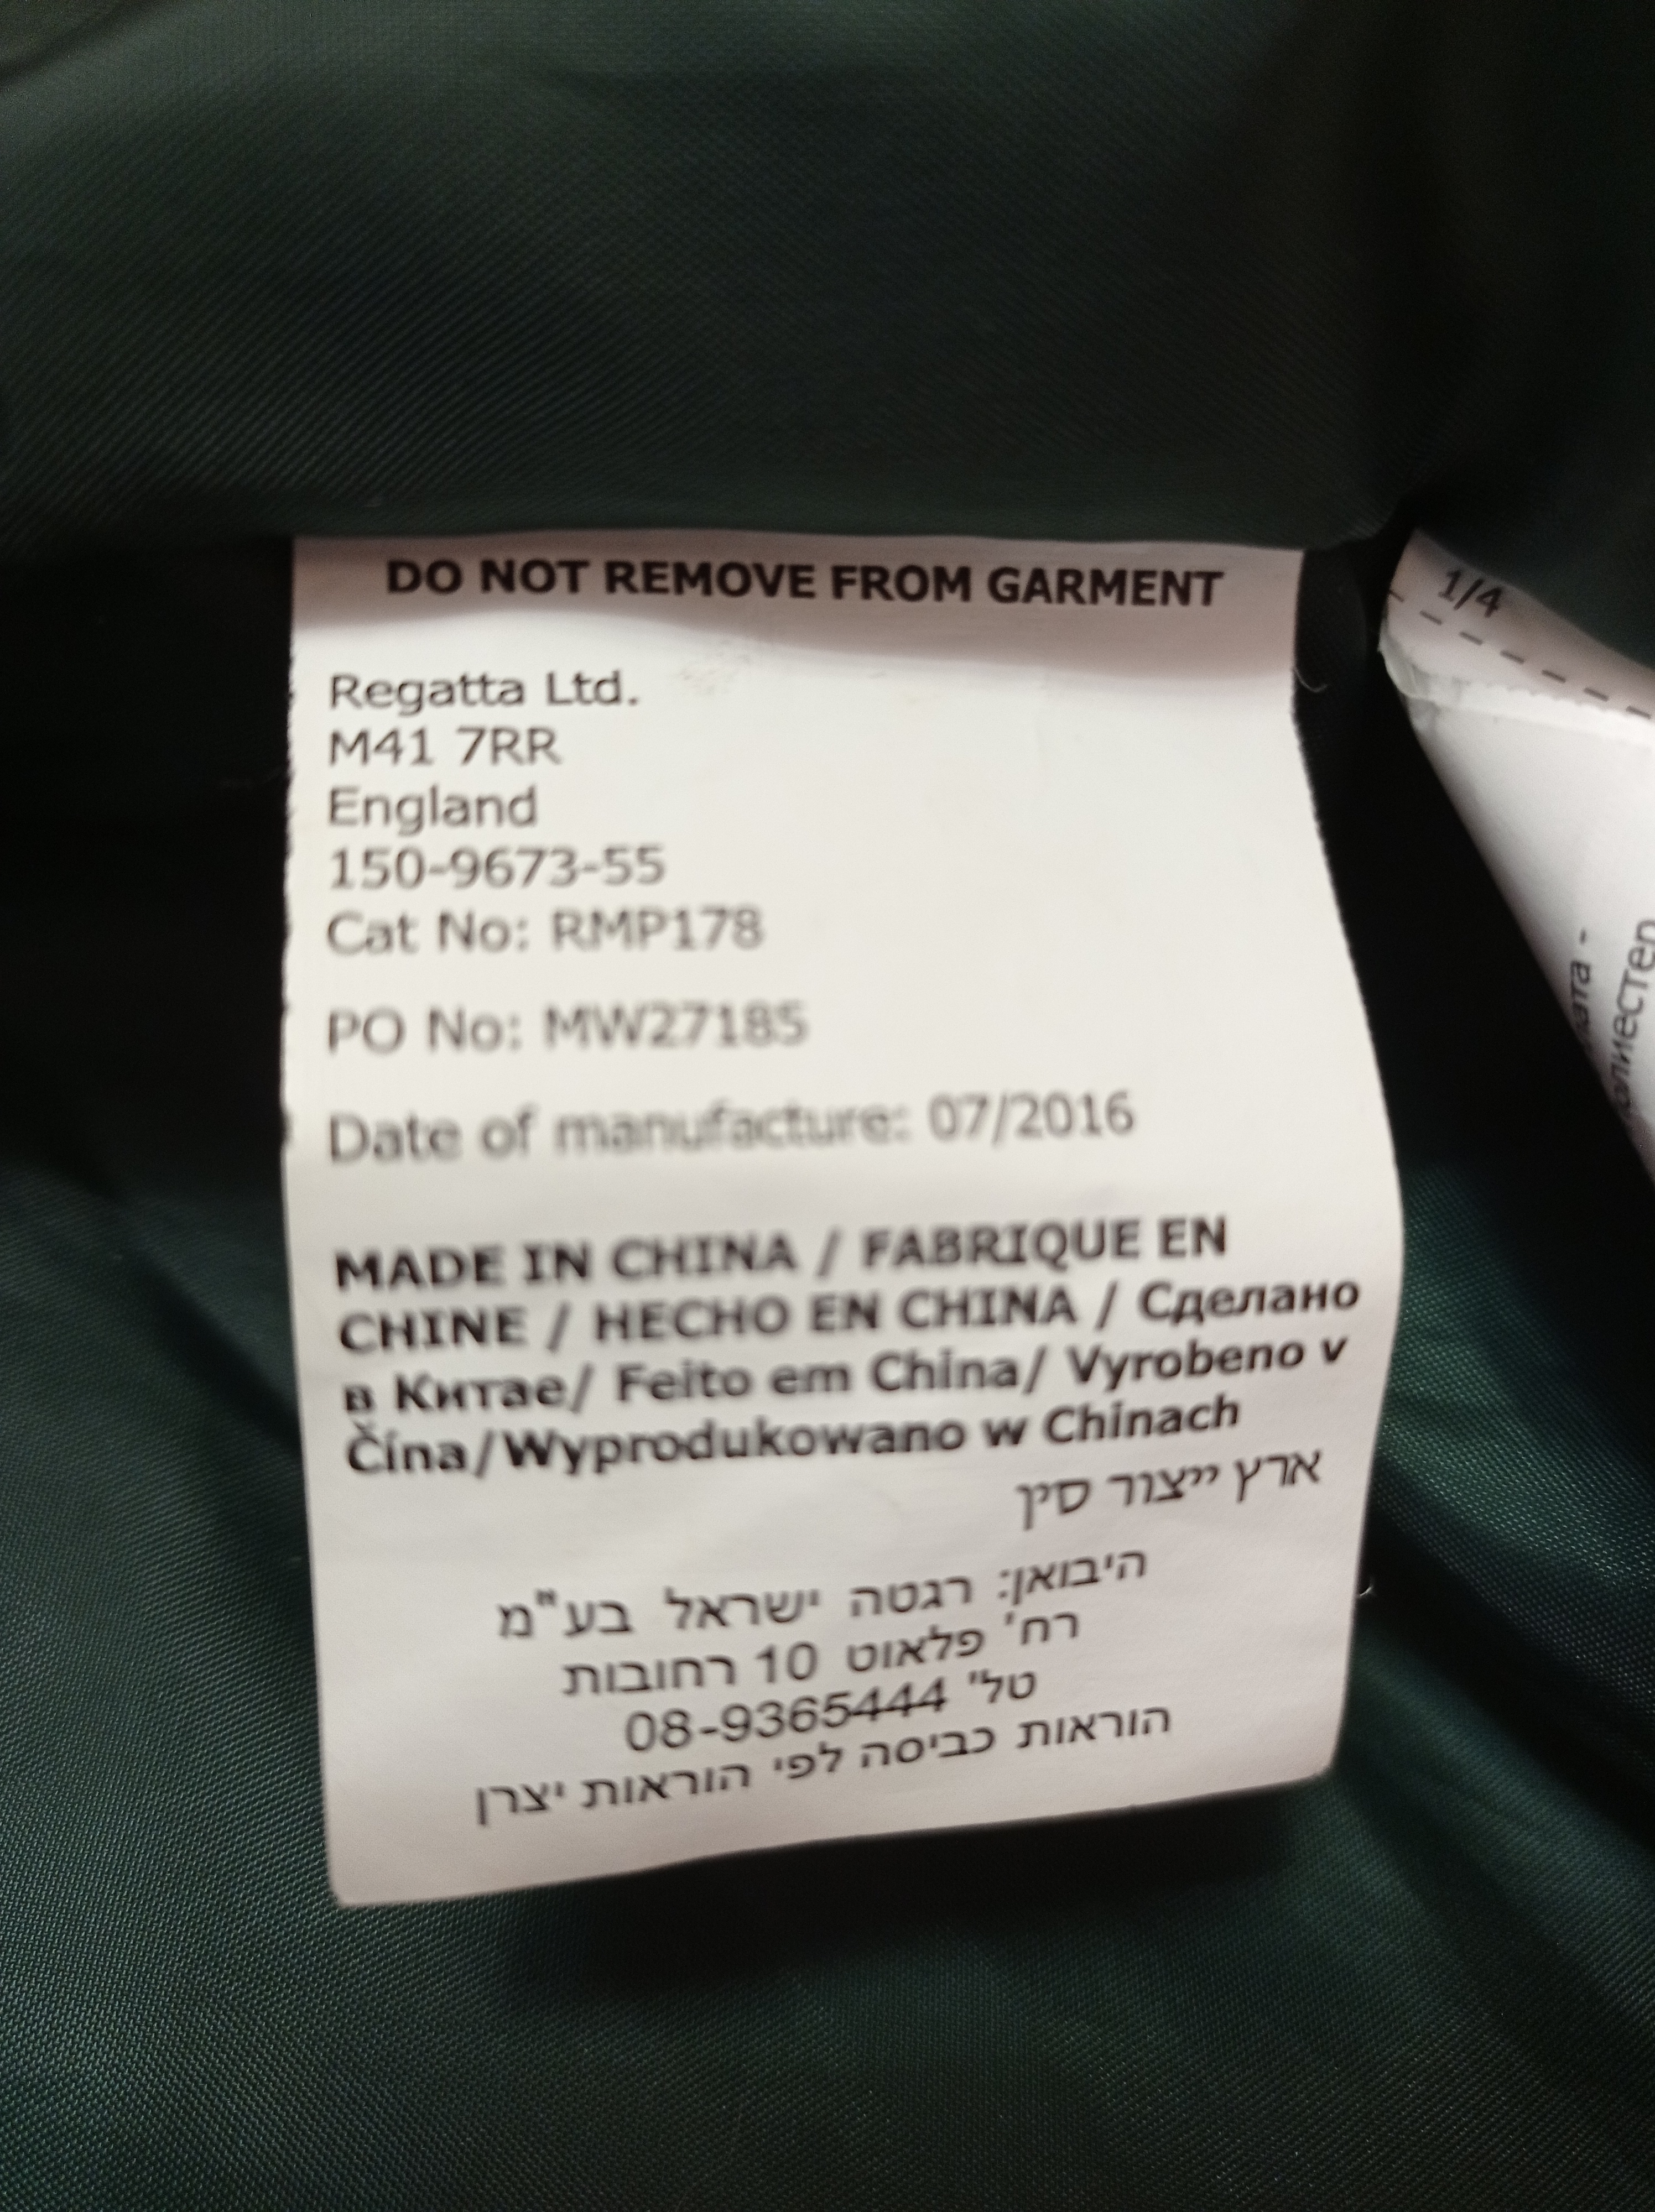 DO NOT REMOVE FROM GARMENT
Regatta Ltd.
M41 7RR
England
150-9673-55
Cat No: RMP178
PO No: MW27185
Date of manufacture: 07/2016
MADE IN CHINA / FABRIQUE EN
CHINE / HECHO EN CHINA / Сделано
в Китае/ Feito em China/ Vyrobeno v
Čína/Wyprodukowano w Chinach
ארץ ייצור סין
היבואן: רגטה ישראל בע"מ
רח' פלאוט 10 רחובות
טל' 08-9365444
הוראות כביסה לפי הוראות יצרן
1/4